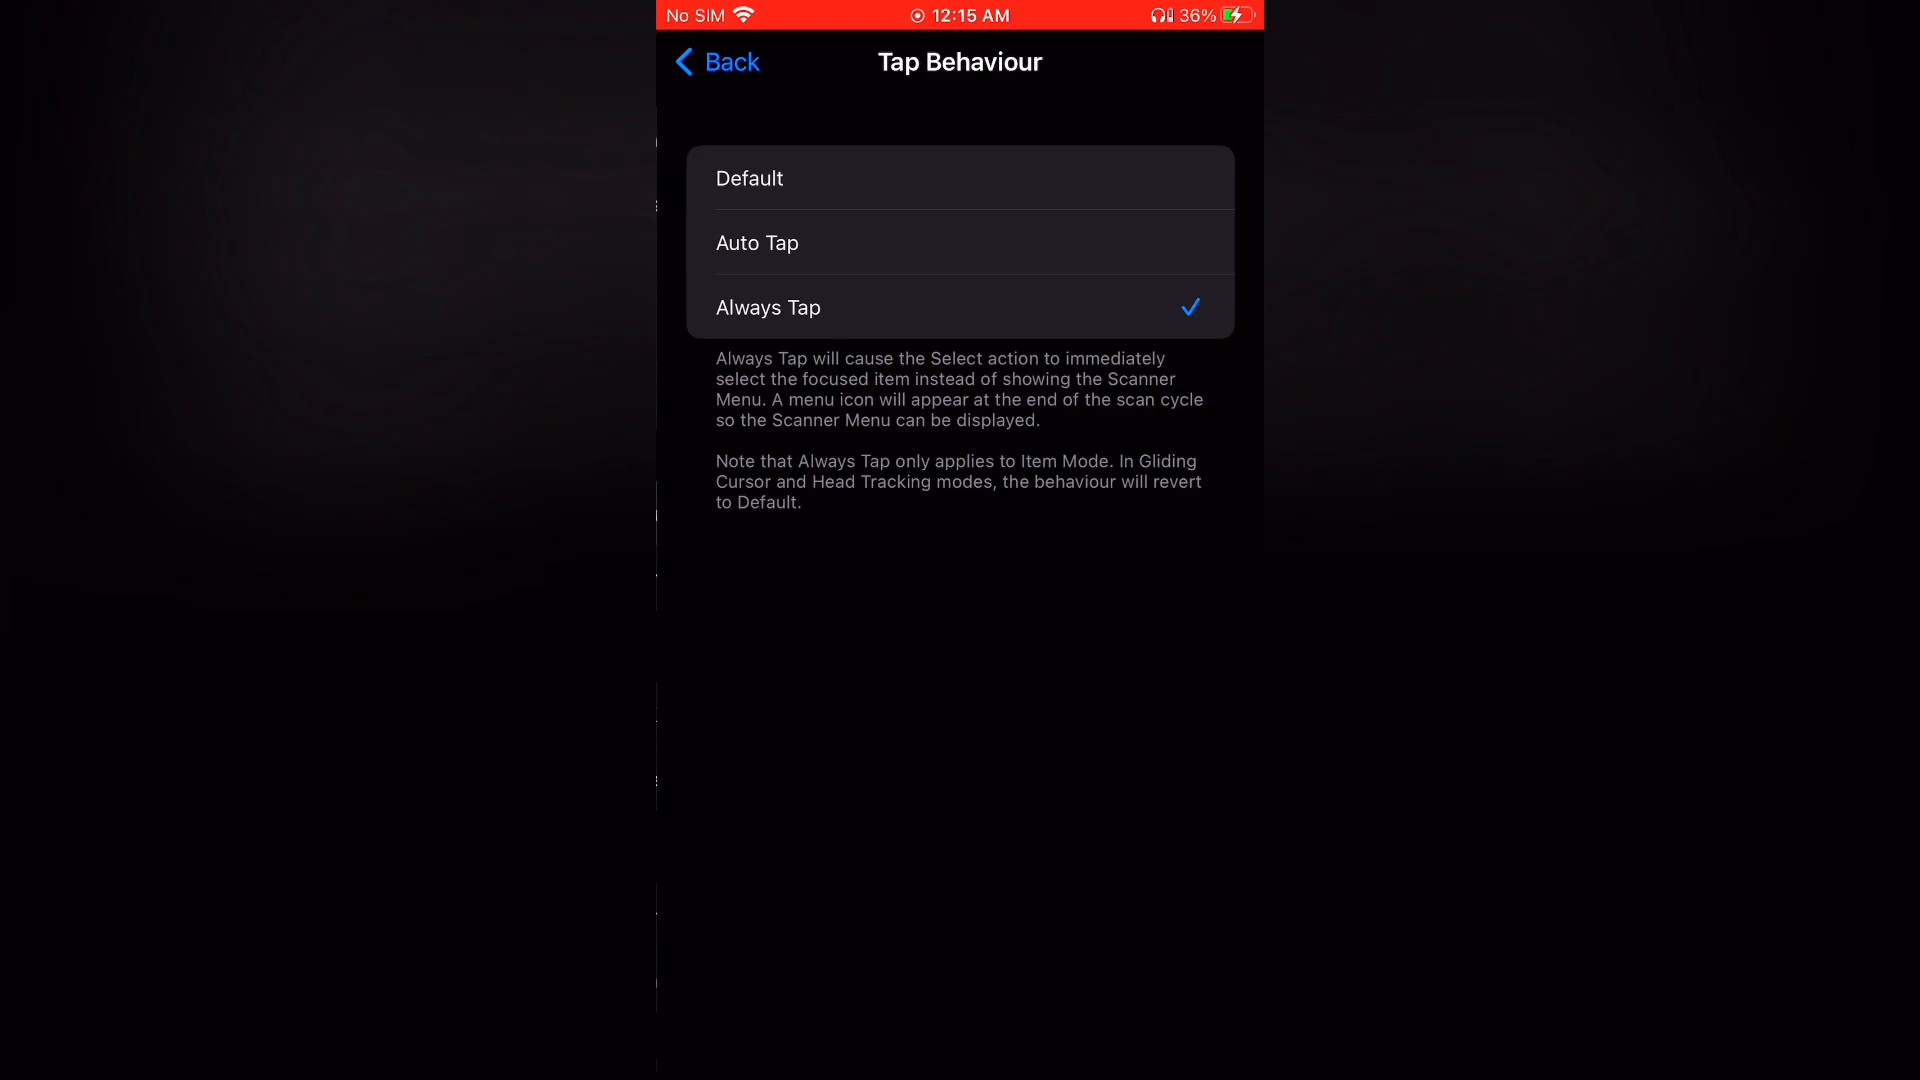 No SIM 12:15 AM 36%
Back Tap Behaviour
Default
Auto Tap
Always Tap
Always Tap will cause the Select action to immediately
select the focused item instead of showing the Scanner
Menu. A menu icon will appear at the end of the scan cycle
so the Scanner Menu can be displayed.
Note that Always Tap only applies to Item Mode. In Gliding
Cursor and Head Tracking modes, the behaviour will revert
to Default.